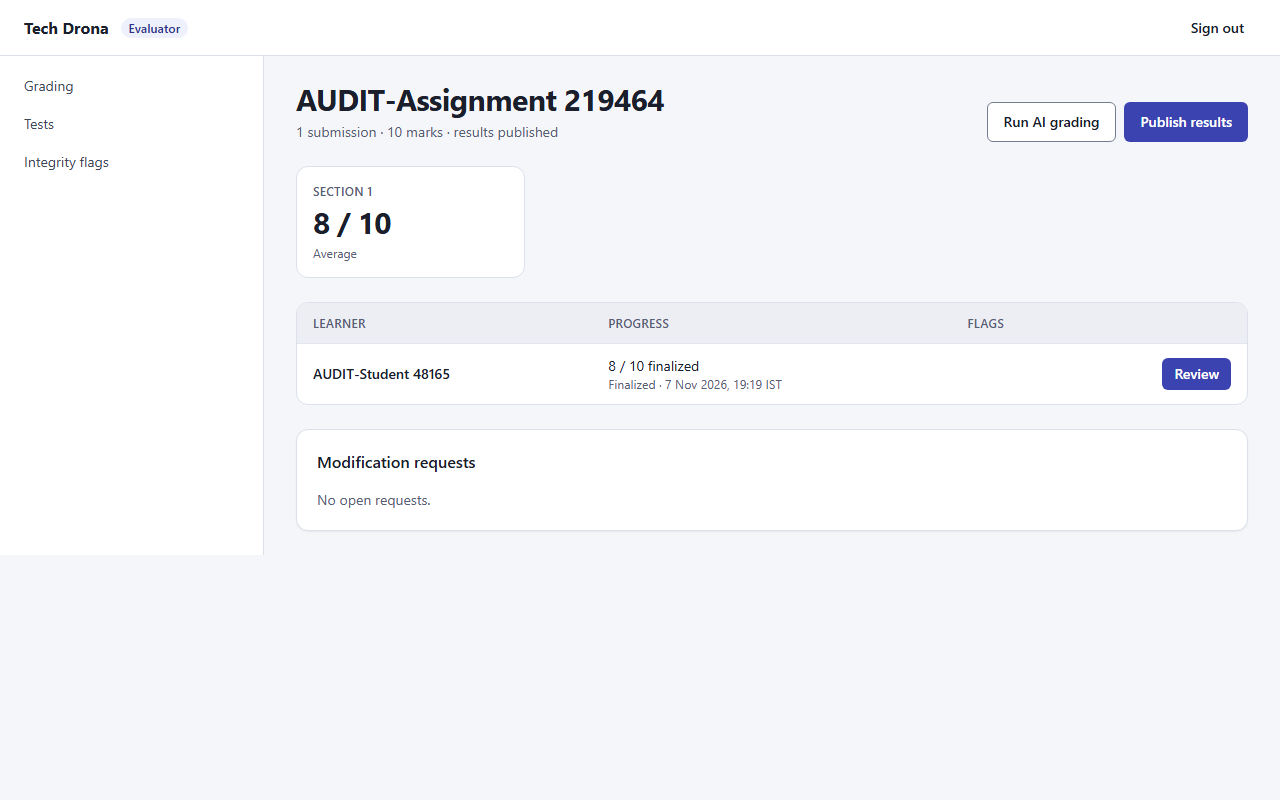 Tech Drona Evaluator Sign out
Grading
Tests
Integrity flags
AUDIT-Assignment 219464
1 submission · 10 marks · results published
Run AI grading Publish results
SECTION 1
8 / 10
Average
LEARNER PROGRESS FLAGS
AUDIT-Student 48165
8 / 10 finalized
Finalized · 7 Nov 2026, 19:19 IST
Review
Modification requests
No open requests.